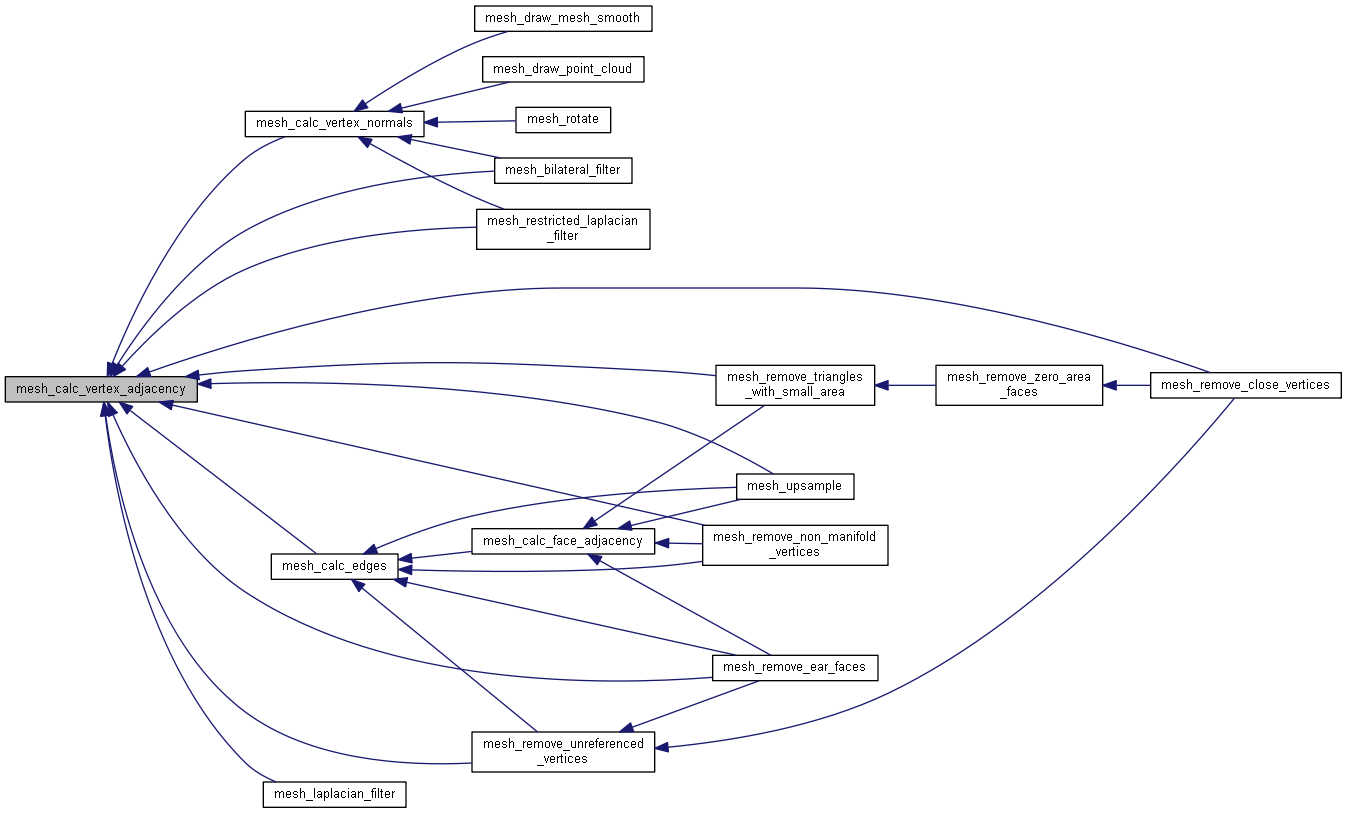 mesh_draw_mesh_smooth
mesh_draw_point_cloud
mesh_calc_vertex_normals
mesh_rotate
mesh_bilateral_filter
mesh_restricted_laplacian
_filter
mesh_calc_vertex_adjacency
mesh_remove_triangles
_with_small_area
mesh_remove_zero_area
_faces
mesh_remove_close_vertices
mesh_upsample
mesh_calc_face_adjacency
mesh_remove_non_manifold
_vertices
mesh_calc_edges
mesh_remove_ear_faces
mesh_remove_unreferenced
_vertices
mesh_laplacian_filter